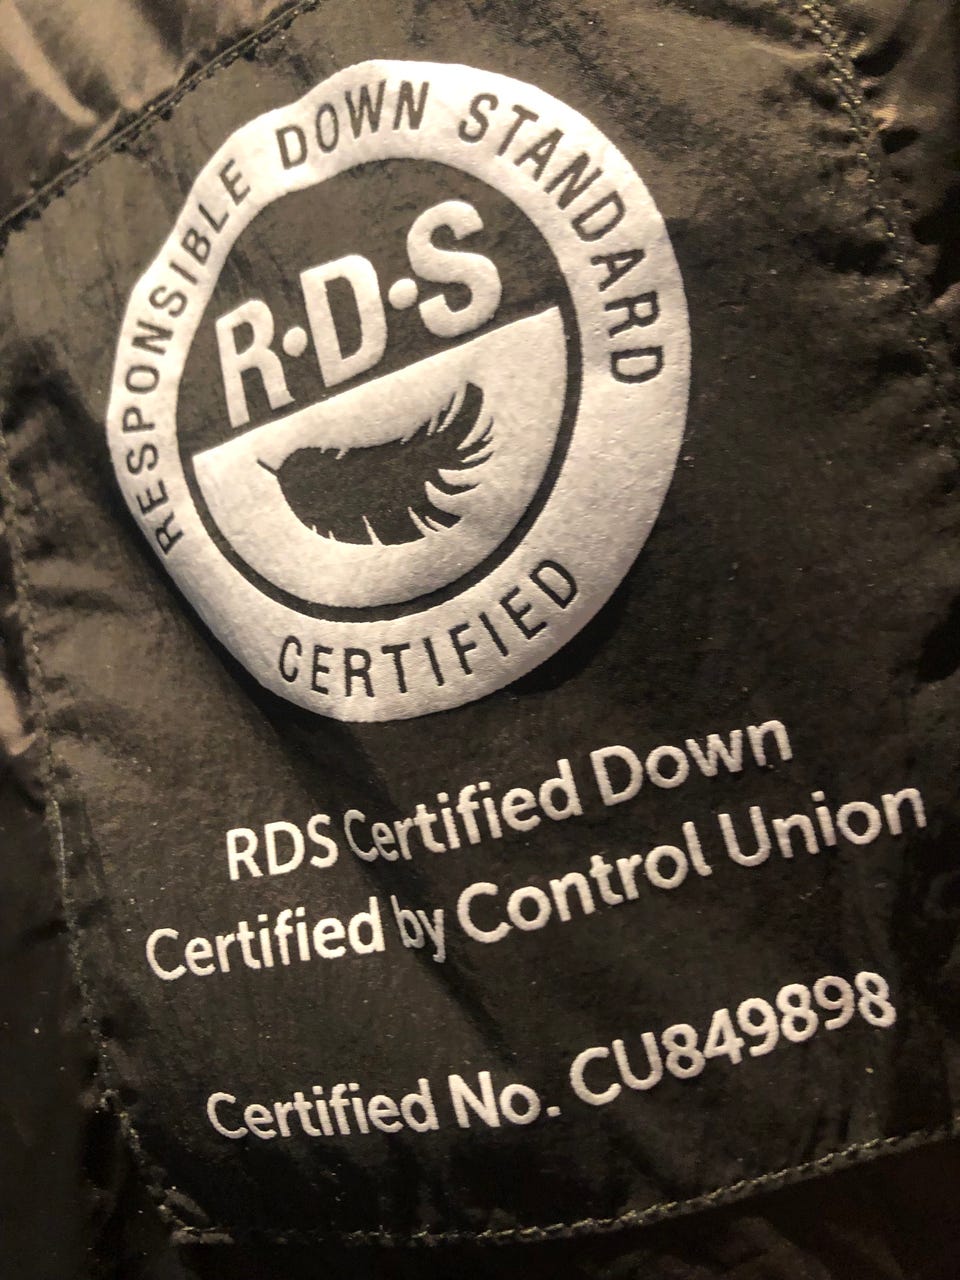 RESPONSIBLE DOWN STANDARD
R·D·S
CERTIFIED
RDS Certified Down
Certified by Control Union
Certified No. CU849898